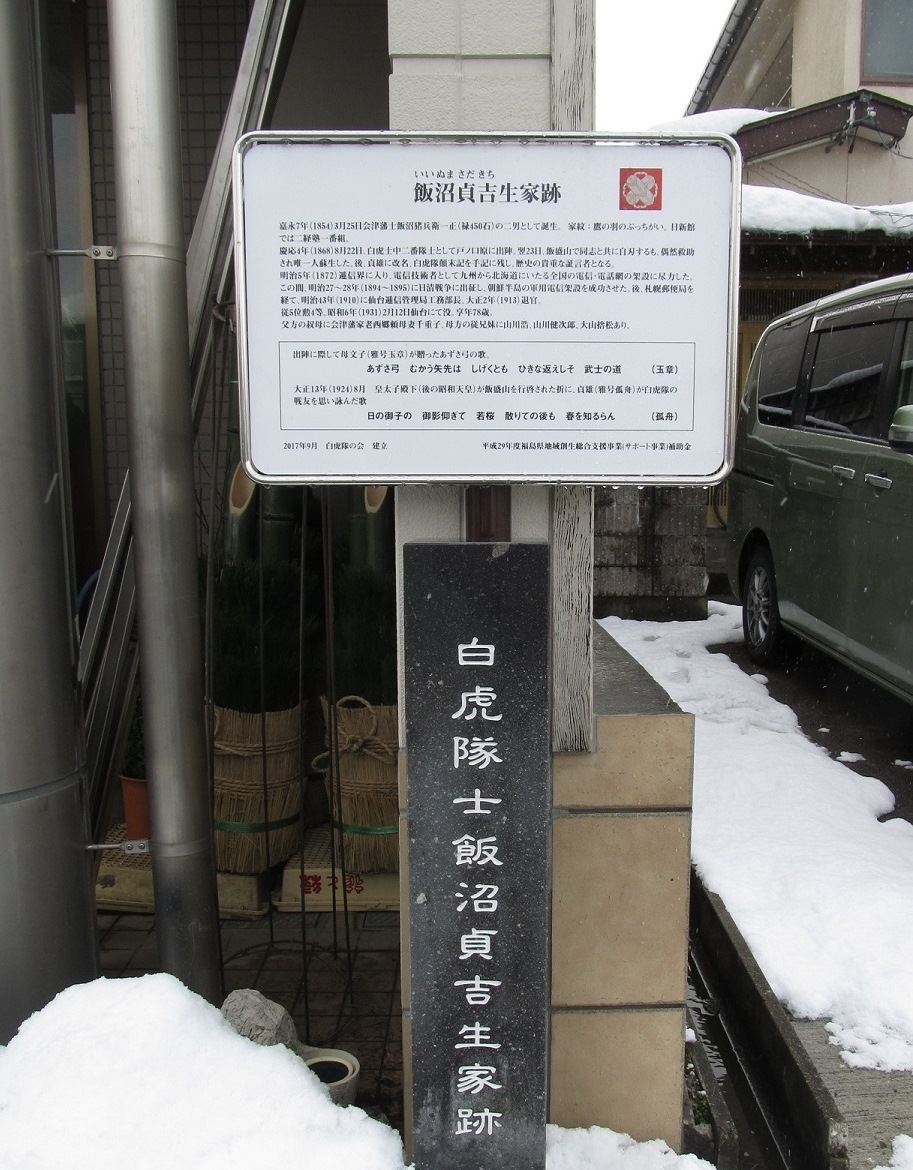 いいぬま さだきち
飯沼貞吉生家跡
嘉永7年(1854)3月25日会津藩士飯沼猪兵衛一正(禄450石)の二男として誕生。 家紋：鷹の羽のぶっちがい。日新館
では二経塾一番組。
慶応4年(1868)8月22日、白虎士中二番隊士として戸ノ口原に出陣。翌23日、飯盛山で同志と共に自刃するも、偶然救助
され唯一人蘇生した。後、貞雄に改名。白虎隊顛末記を手記に残し、歴史の貴重な証言者となる。
明治5年(1872)逓信界に入り、電信技術者として九州から北海道にいたる全国の電信・電話網の架設に尽力した。
この間、明治27～28年(1894～1895)に日清戦争に出征し、朝鮮半島の軍用電信架設を成功させた。後、札幌郵便局を
経て、明治43年(1910)に仙台逓信管理局工務部長。大正2年(1913)退官。
従5位勲4等。昭和6年(1931)2月12日仙台にて没。享年78歳。
父方の叔母に会津藩家老西郷頼母妻千重子、母方の従兄妹に山川浩、山川健次郎、大山捨松あり。
出陣に際して母文子(雅号玉章)が贈ったあずさ弓の歌。
あずさ弓 むかう矢先は しげくとも ひきな返えしそ 武士の道 (玉章)
大正13年(1924)8月 皇太子殿下(後の昭和天皇)が飯盛山を行啓された折に、貞雄(雅号孤舟)が白虎隊の
戦友を思い詠んだ歌
日の御子の 御影仰ぎて 若桜 散りての後も 春を知るらん (孤舟)
2017年9月 白虎隊の会 建立 平成29年度福島県地域創生総合支援事業(サポート事業)補助金
白虎隊士飯沼貞吉生家跡